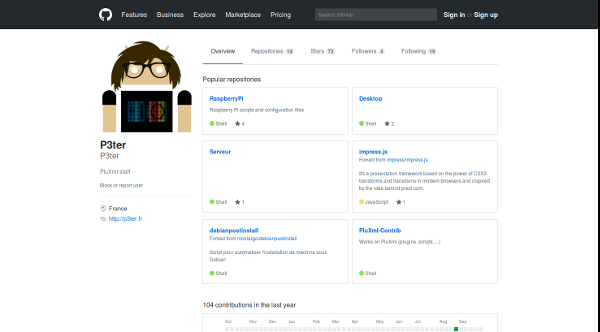 Features Business Explore Marketplace Pricing Search GitHub Sign in or Sign up
Overview Repositories 14 Stars 73 Followers 4 Following 19
Popular repositories
RaspberryPi
Raspberry Pi scripts and configuration files
Shell 4
Desktop
Shell 2
Serveur
Shell 1
impress.js
Forked from impress/impress.js
It's a presentation framework based on the power of CSS3
transforms and transitions in modern browsers and inspired
by the idea behind prezi.com.
JavaScript 1
debianpostinstall
Forked from nicolargo/debianpostinstall
Script pour automatiser l'installation de machine sous
Debian
Shell
PluXml-Contrib
Works on PluXml (plugins, scripts, ...)
Shell
P3ter
P3ter
PluXml staff
Block or report user
France
http://p3ter.fr
104 contributions in the last year
Oct Nov Dec Jan Feb Mar Apr May Jun Jul Aug Sep